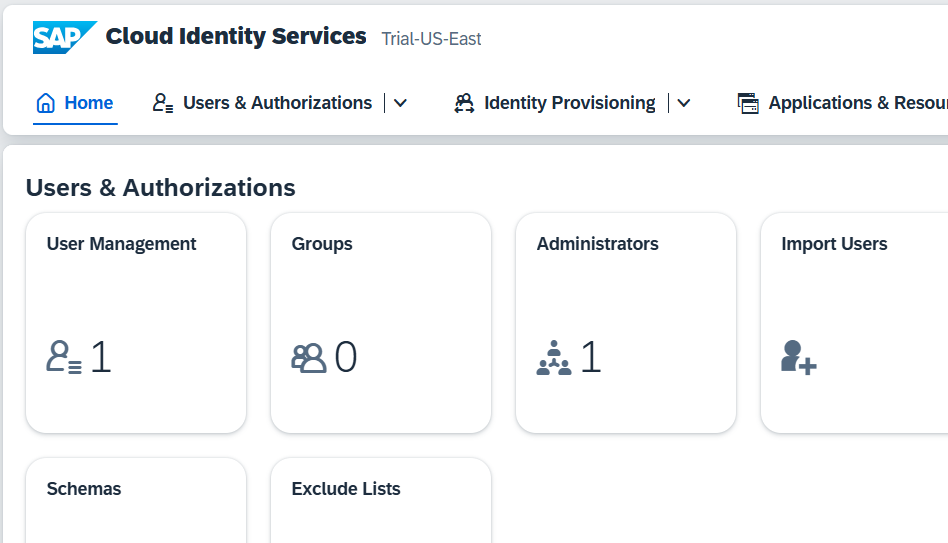 SAP Cloud Identity Services Trial-US-East
Home Users & Authorizations Identity Provisioning Applications &
Users & Authorizations
User Management Groups Administrators Import Users
1 0 1
Schemas Exclude Lists